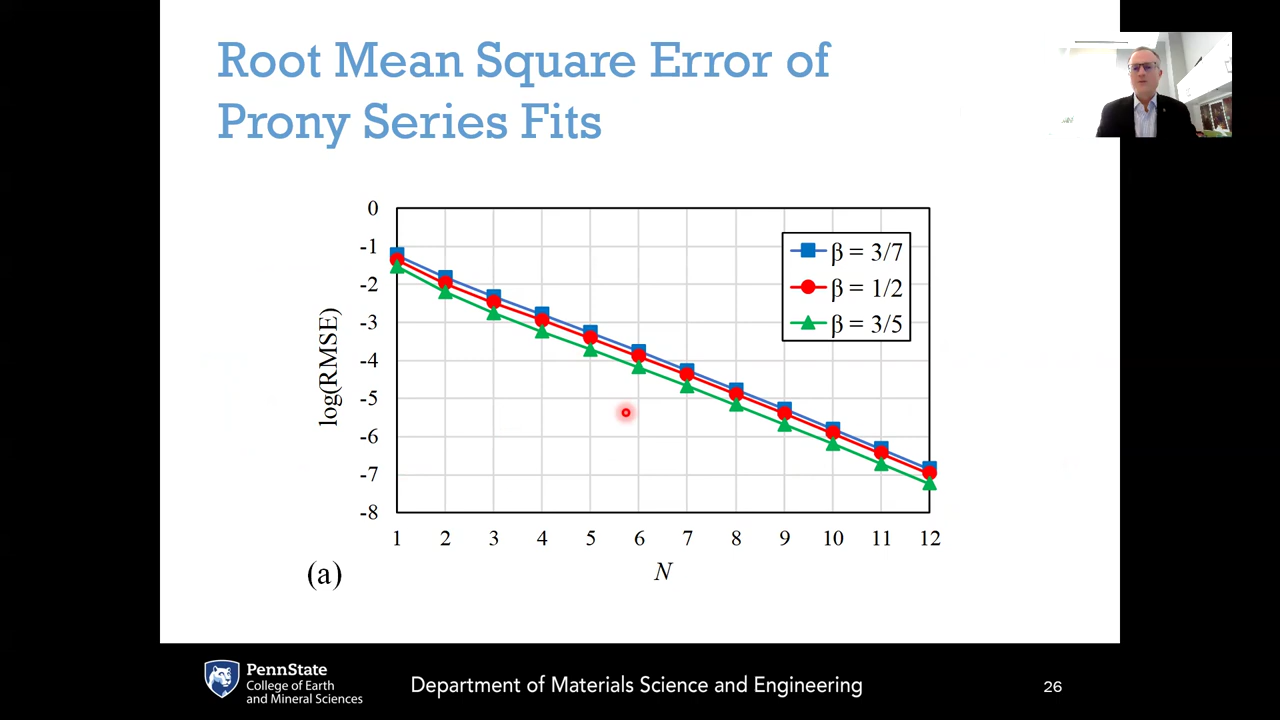 Root Mean Square Error of
Prony Series Fits
0
-1
-2
-3
-4
-5
-6
-7
-8
log(RMSE)
β = 3/7
β = 1/2
β = 3/5
1 2 3 4 5 6 7 8 9 10 11 12
N
(a)
PennState
College of Earth
and Mineral Sciences
Department of Materials Science and Engineering
26